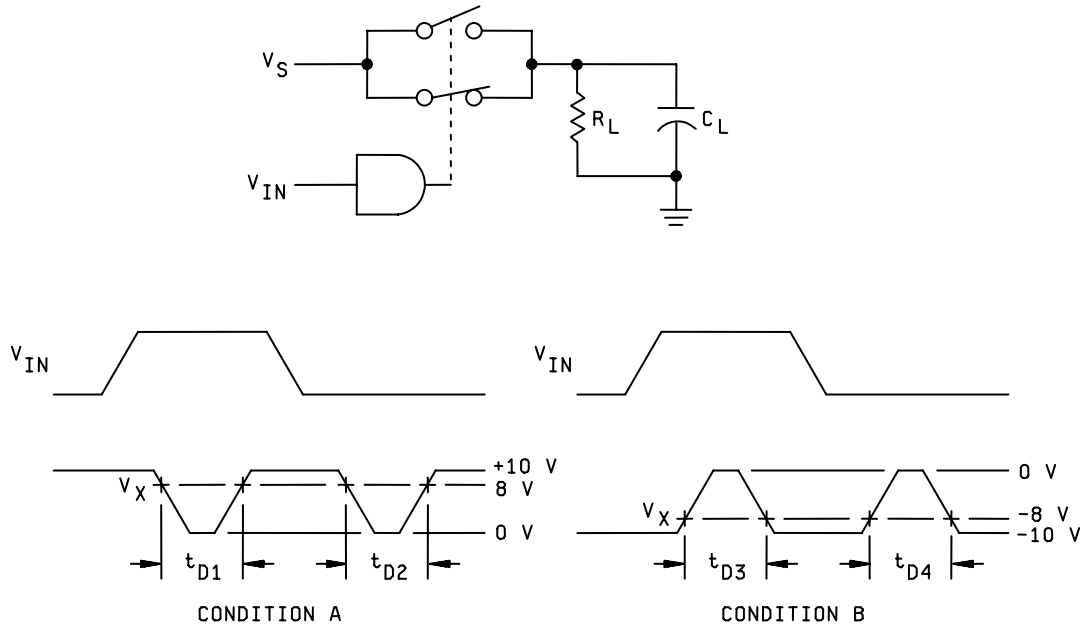 V_S
R_L C_L
V_IN
V_IN V_IN
+10 V 0 V
V_X 8 V
V_X -8 V
0 V -10 V
t_D1 t_D2 t_D3 t_D4
CONDITION A CONDITION B